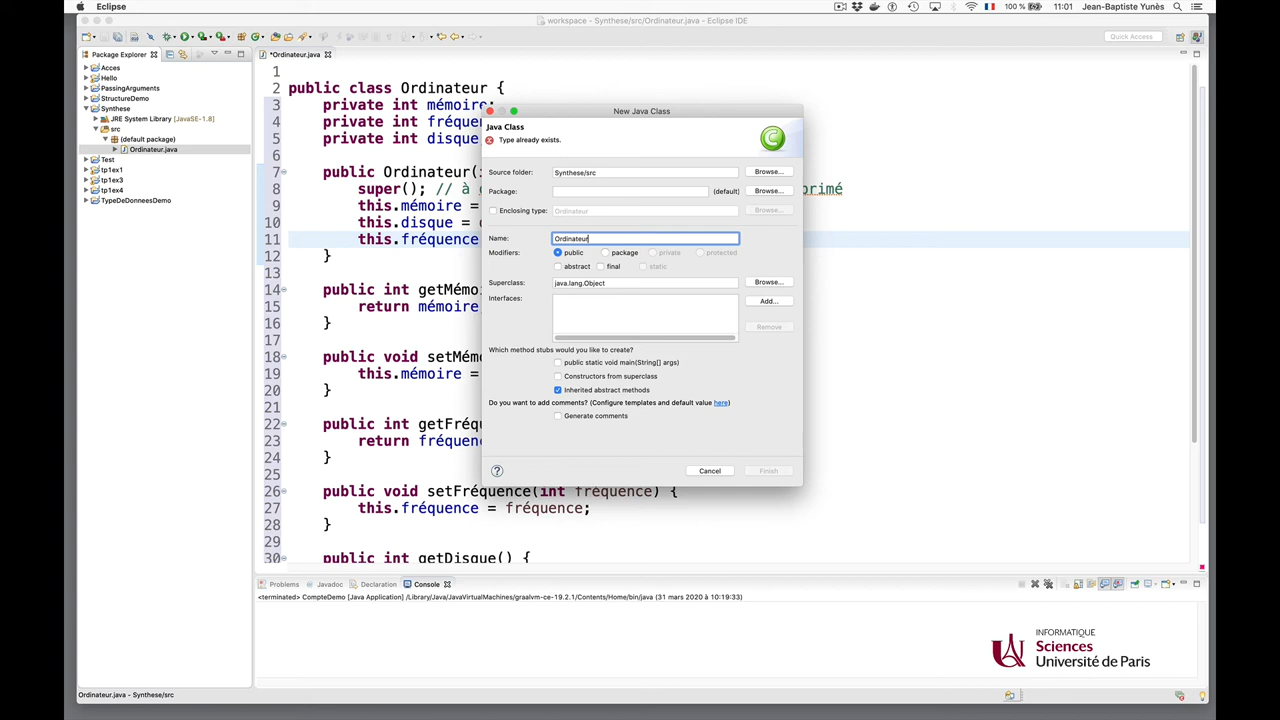 Eclipse
100 %
11:01
Jean-Baptiste Yunès
workspace - Synthese/src/Ordinateur.java - Eclipse IDE
Quick Access
Package Explorer
*Ordinateur.java
Acces
Hello
PassingArguments
StructureDemo
Synthese
JRE System Library [JavaSE-1.8]
src
(default package)
Ordinateur.java
Test
tp1ex1
tp1ex3
tp1ex4
TypeDeDonneesDemo
1
2 public class Ordinateur {
3 private int mémoire;
4 private int fréque
5 private int disque
6
7 public Ordinateur(
8 super(); // à primé
9 this.mémoire =
10 this.disque =
11 this.fréquence
12 }
13
14 public int getMémo
15 return mémoire
16 }
17
18 public void setMém
19 this.mémoire =
20 }
21
22 public int getFréq
23 return fréquen
24 }
25
26 public void setFréquence(int fréquence) {
27 this.fréquence = fréquence;
28 }
29
30 public int getDisque() {
New Java Class
Java Class
Type already exists.
Source folder: Synthese/src Browse...
Package: (default) Browse...
Enclosing type: Ordinateur Browse...
Name: Ordinateur
Modifiers: public package private protected
abstract final static
Superclass: java.lang.Object Browse...
Interfaces: Add...
Remove
Which method stubs would you like to create?
public static void main(String[] args)
Constructors from superclass
Inherited abstract methods
Do you want to add comments? (Configure templates and default value here)
Generate comments
? Cancel Finish
Problems Javadoc Declaration Console
<terminated> CompteDemo [Java Application] /Library/Java/JavaVirtualMachines/graalvm-ce-19.2.1/Contents/Home/bin/java (31 mars 2020 à 10:19:33)
INFORMATIQUE
Sciences
Université de Paris
Ordinateur.java - Synthese/src